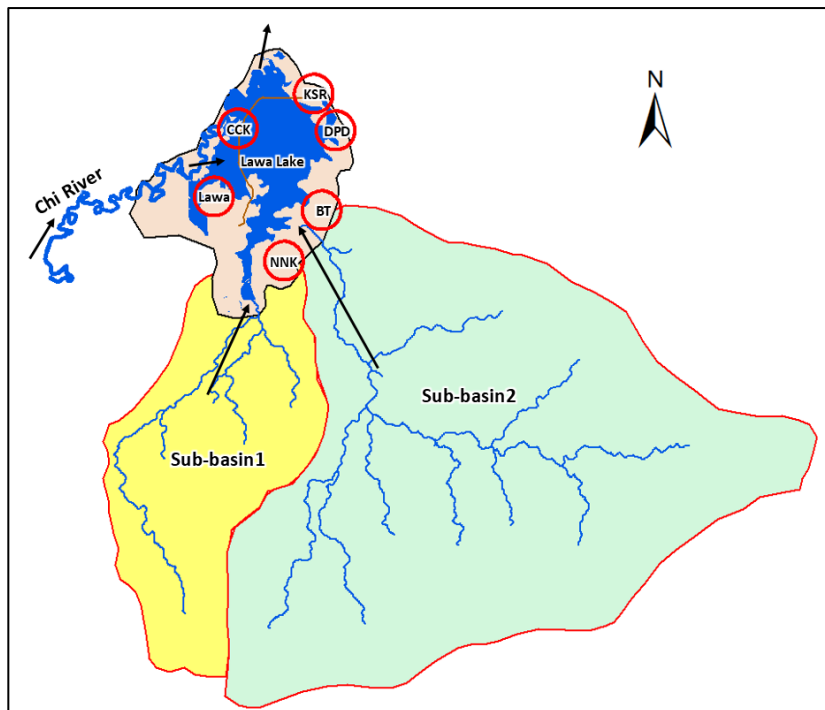 N
KSR
CCK
DPD
Lawa Lake
Chi River
Lawa
BT
NNK
Sub-basin2
Sub-basin1